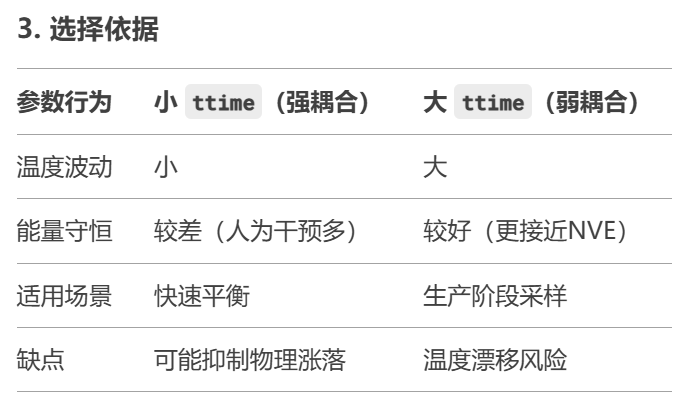 3. 选择依据
参数行为 小 ttime（强耦合） 大 ttime（弱耦合）
温度波动 小 大
能量守恒 较差（人为干预多） 较好（更接近NVE）
适用场景 快速平衡 生产阶段采样
缺点 可能抑制物理涨落 温度漂移风险